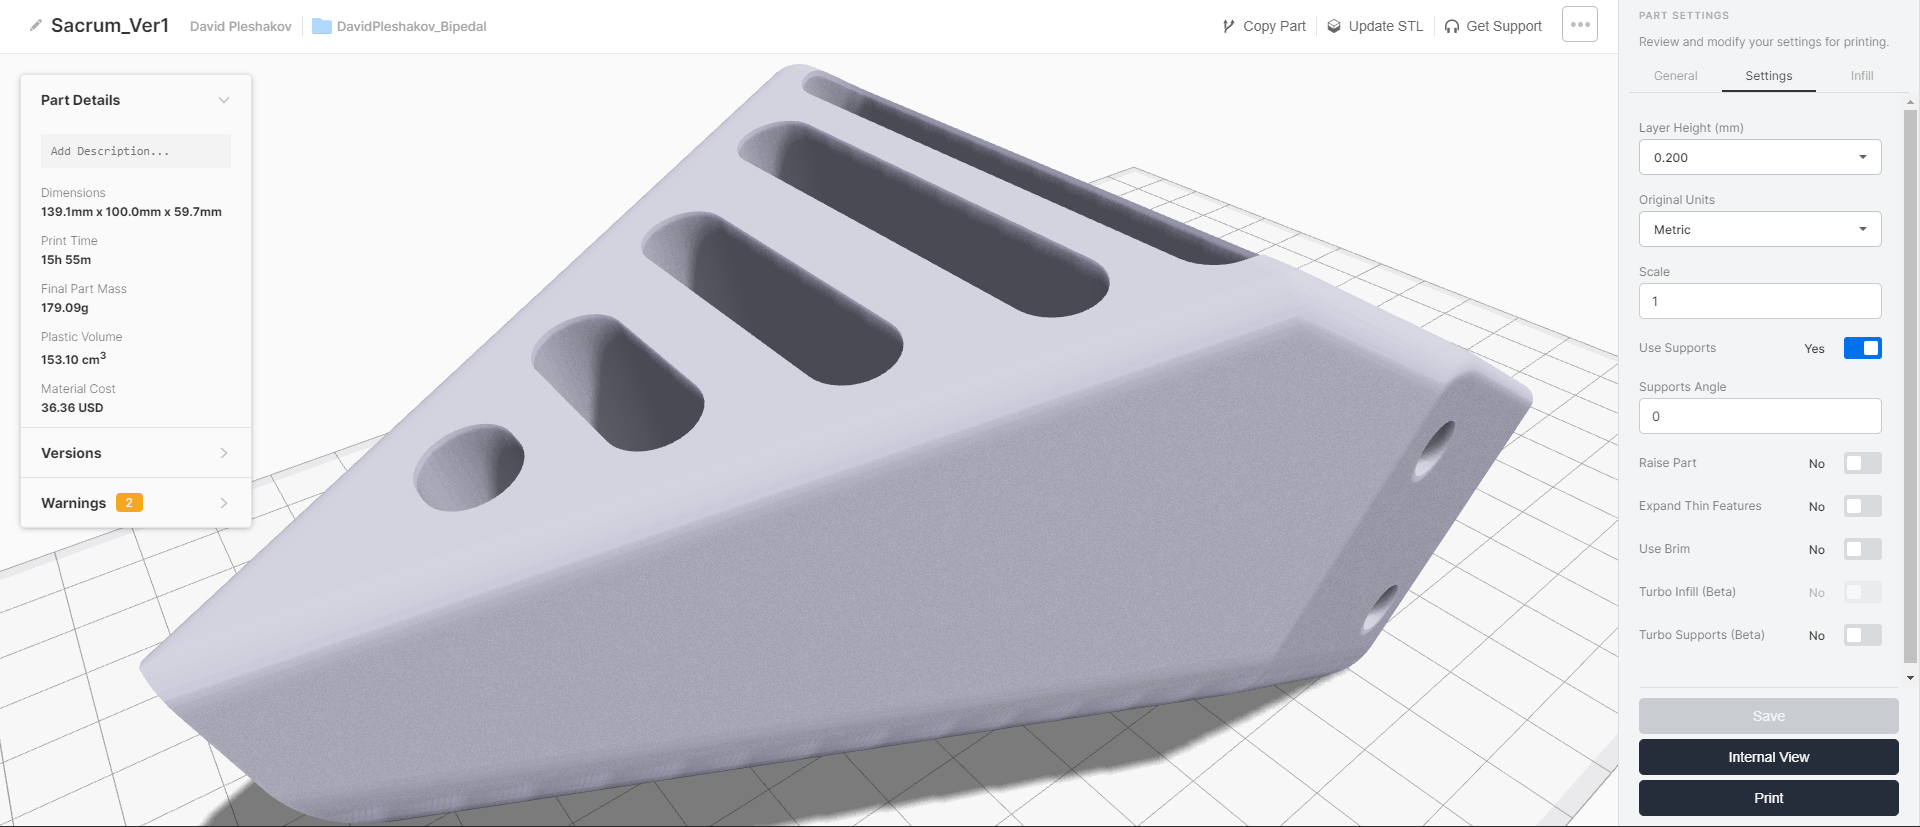 Sacrum_Ver1
David Pleshakov
DavidPleshakov_Bipedal
Copy Part
Update STL
Get Support
Part Details
Add Description...
Dimensions
139.1mm x 100.0mm x 59.7mm
Print Time
15h 55m
Final Part Mass
179.09g
Plastic Volume
153.10 cm³
Material Cost
36.36 USD
Versions
Warnings 2
PART SETTINGS
Review and modify your settings for printing.
General Settings Infill
Layer Height (mm)
0.200
Original Units
Metric
Scale
1
Use Supports Yes
Supports Angle
0
Raise Part No
Expand Thin Features No
Use Brim No
Turbo Infill (Beta) No
Turbo Supports (Beta) No
Save
Internal View
Print